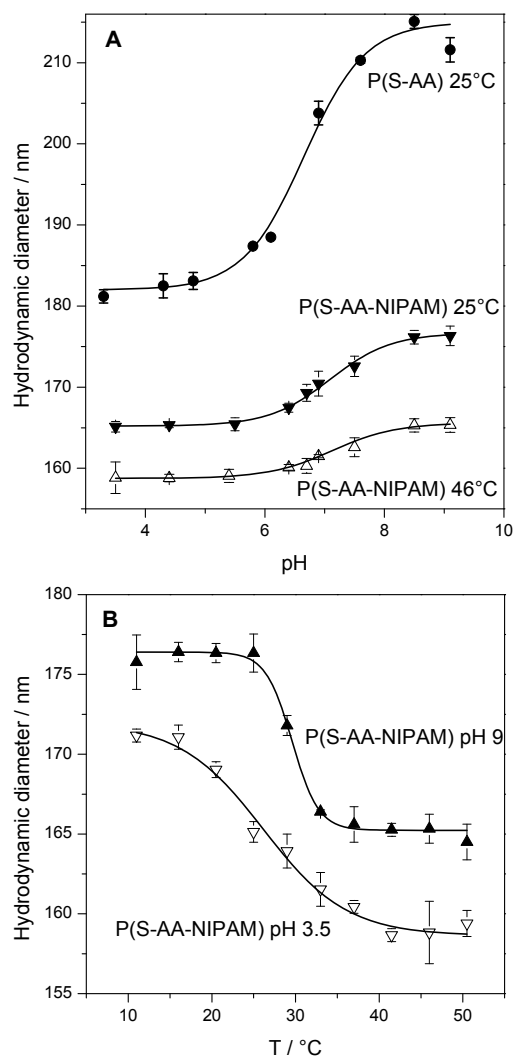 A
210
200
190
180
170
160
Hydrodynamic diameter / nm
P(S-AA) 25°C
P(S-AA-NIPAM) 25°C
P(S-AA-NIPAM) 46°C
4 6 8 10
pH
B
180
175
170
165
160
155
Hydrodynamic diameter / nm
P(S-AA-NIPAM) pH 9
P(S-AA-NIPAM) pH 3.5
10 20 30 40 50
T / °C